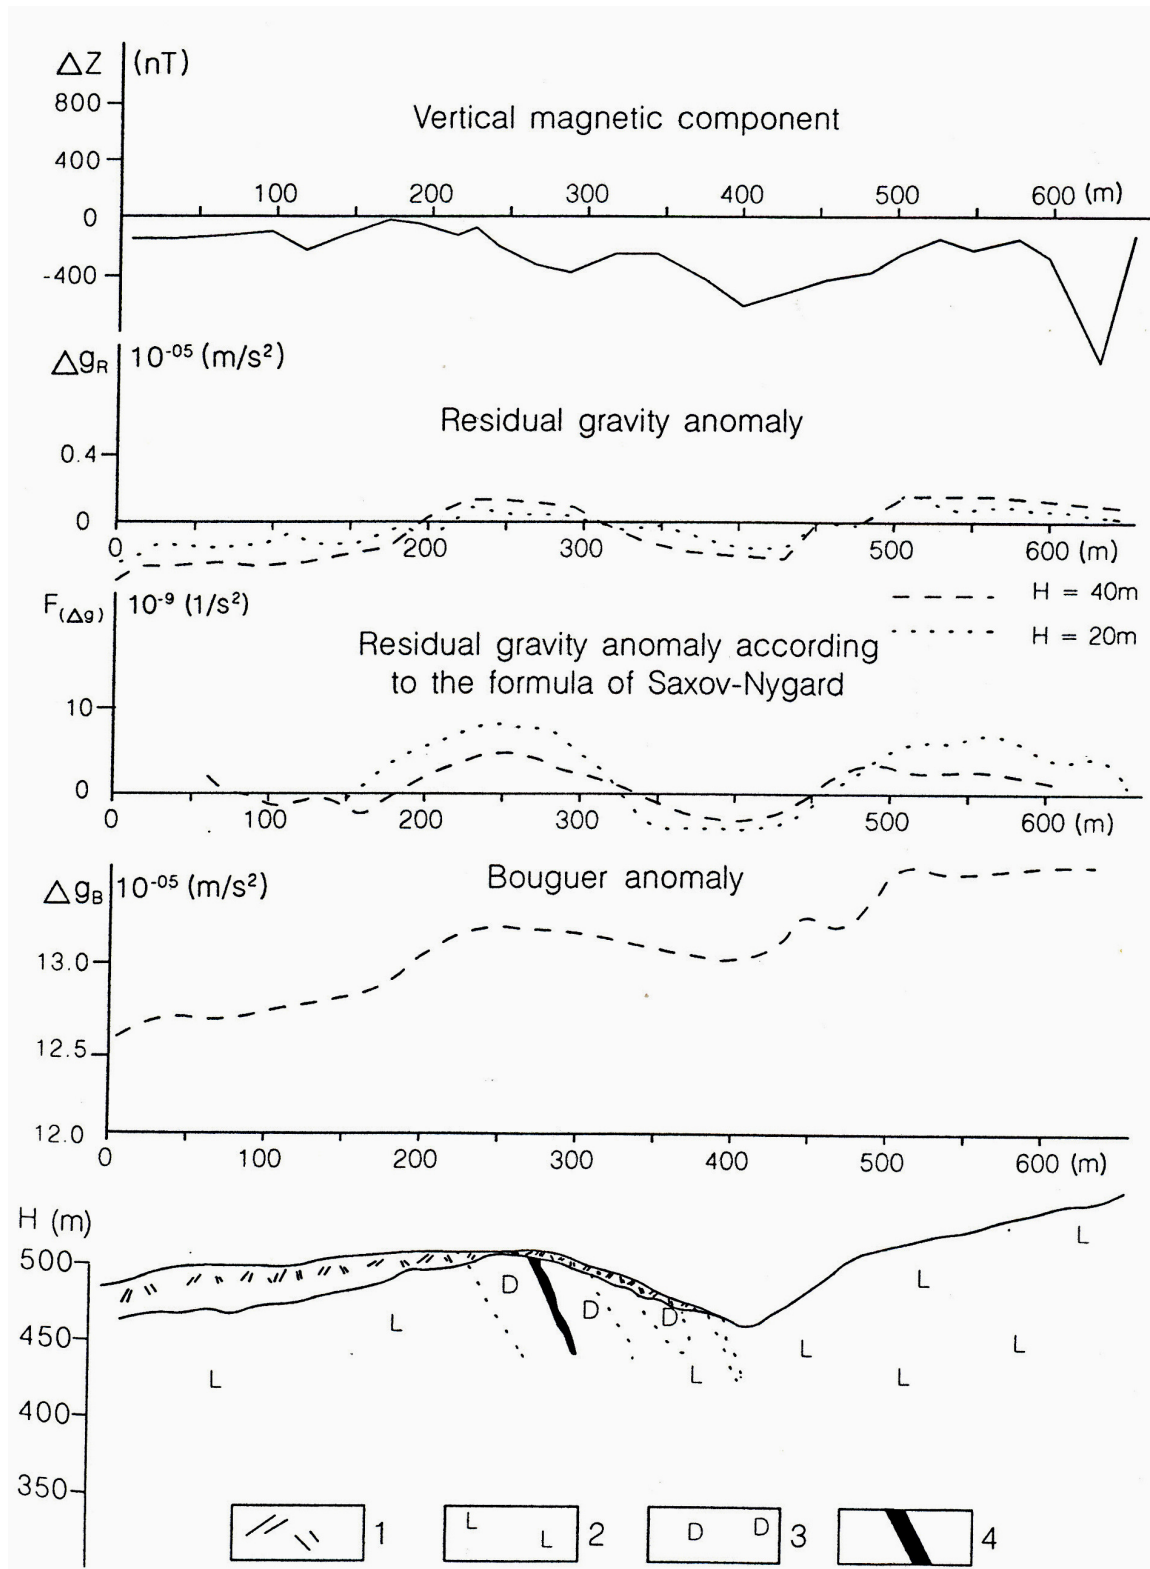 ΔZ (nT)
800
Vertical magnetic component
400
100 200 300 400 500 600 (m)
0
-400
Δg_R 10⁻⁰⁵ (m/s²)
Residual gravity anomaly
0.4
0
0 200 300 500 600 (m)
F(Δg) 10⁻⁹ (1/s²)
H = 40m
H = 20m
Residual gravity anomaly according
to the formula of Saxov-Nygard
10
0
0 100 200 300 500 600 (m)
Δg_B 10⁻⁰⁵ (m/s²)
Bouguer anomaly
13.0
12.5
12.0
0 100 200 300 400 500 600 (m)
H (m)
L
500
D L
D D
L
450
L L
L L L
400
350
L L D D
1 2 3 4